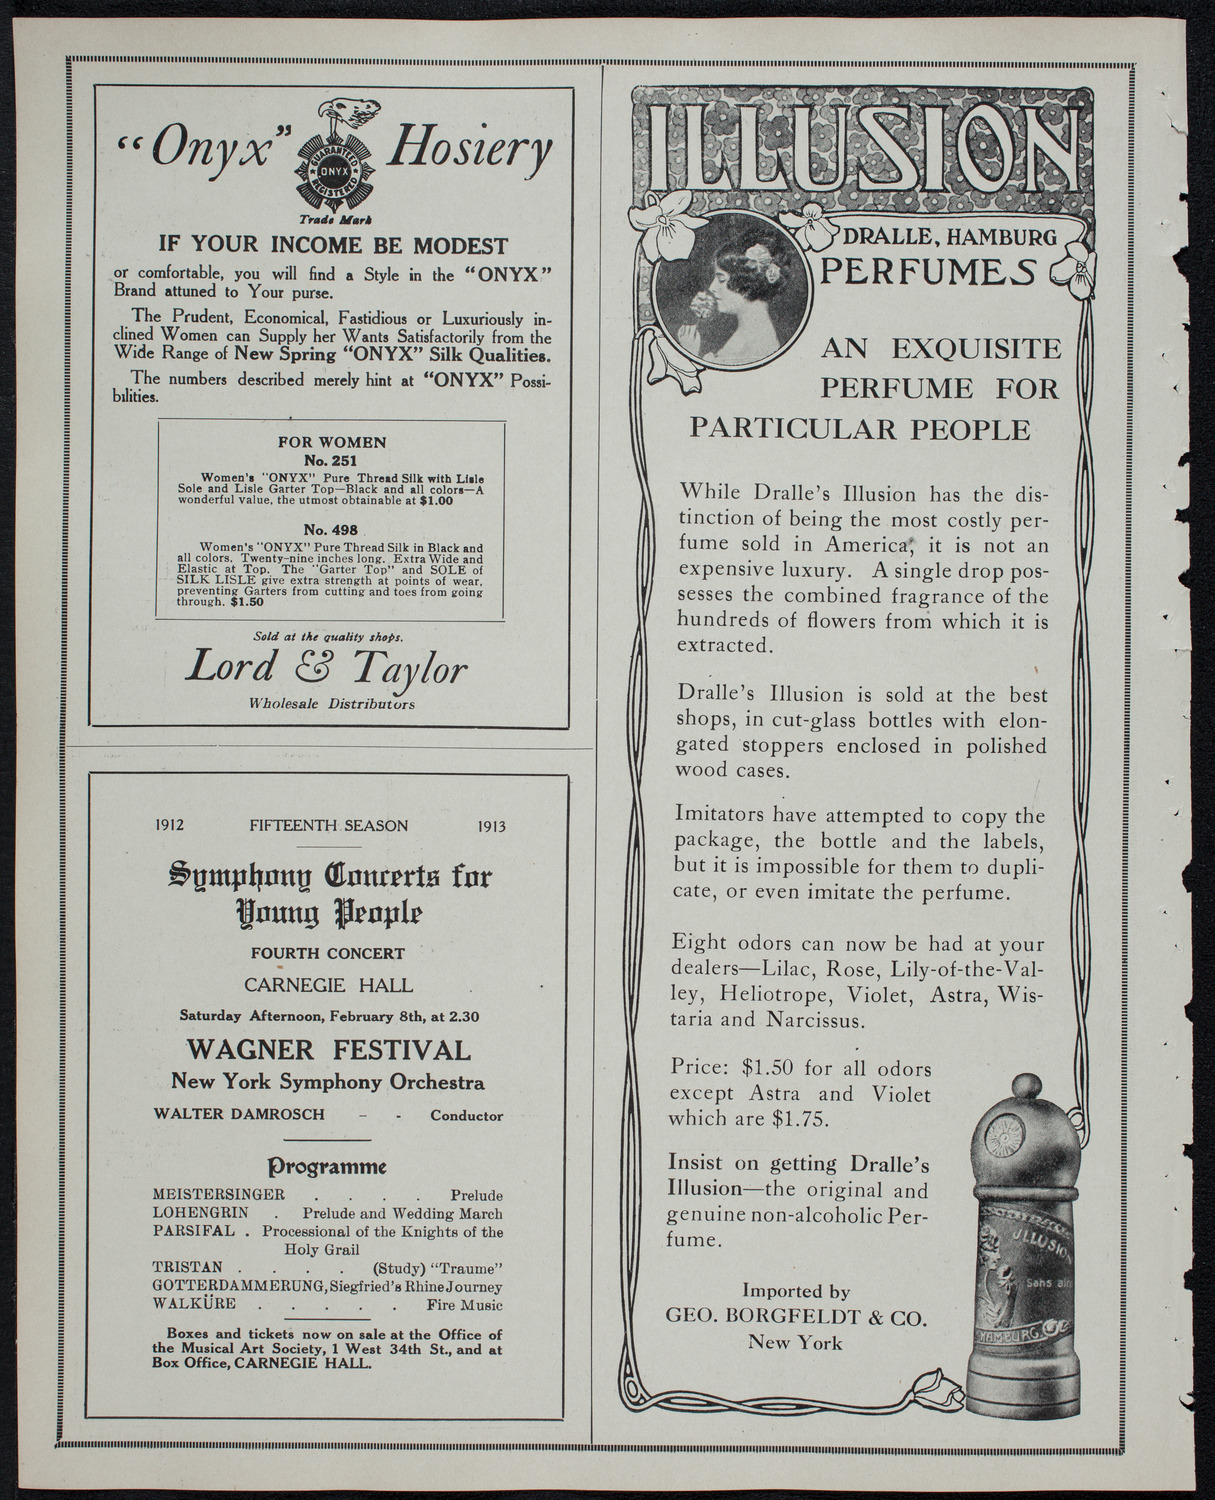 "Onyx" Hosiery
GUARANTEED
ONYX
REGISTERED
Trade Mark
IF YOUR INCOME BE MODEST
or comfortable, you will find a Style in the "ONYX"
Brand attuned to Your purse.
The Prudent, Economical, Fastidious or Luxuriously in-
clined Women can Supply her Wants Satisfactorily from the
Wide Range of New Spring "ONYX" Silk Qualities.
The numbers described merely hint at "ONYX" Possi-
bilities.
FOR WOMEN
No. 251
Women's "ONYX" Pure Thread Silk with Lisle
Sole and Lisle Garter Top—Black and all colors—A
wonderful value, the utmost obtainable at $1.00
No. 498
Women's "ONYX" Pure Thread Silk in Black and
all colors. Twenty-nine inches long. Extra Wide and
Elastic at Top. The "Garter Top" and SOLE of
SILK LISLE give extra strength at points of wear,
preventing Garters from cutting and toes from going
through. $1.50
Sold at the quality shops.
Lord & Taylor
Wholesale Distributors
1912 FIFTEENTH SEASON 1913
Symphony Concerts for
Young People
FOURTH CONCERT
CARNEGIE HALL
Saturday Afternoon, February 8th, at 2.30
WAGNER FESTIVAL
New York Symphony Orchestra
WALTER DAMROSCH - - Conductor
Programme
MEISTERSINGER . . . . Prelude
LOHENGRIN . Prelude and Wedding March
PARSIFAL . Processional of the Knights of the
Holy Grail
TRISTAN . . . . (Study) "Traume"
GOTTERDAMMERUNG, Siegfried's Rhine Journey
WALKÜRE . . . . . Fire Music
Boxes and tickets now on sale at the Office of
the Musical Art Society, 1 West 34th St., and at
Box Office, CARNEGIE HALL.
ILLUSION
DRALLE, HAMBURG
PERFUMES
AN EXQUISITE
PERFUME FOR
PARTICULAR PEOPLE
While Dralle's Illusion has the dis-
tinction of being the most costly per-
fume sold in America, it is not an
expensive luxury. A single drop pos-
sesses the combined fragrance of the
hundreds of flowers from which it is
extracted.
Dralle's Illusion is sold at the best
shops, in cut-glass bottles with elon-
gated stoppers enclosed in polished
wood cases.
Imitators have attempted to copy the
package, the bottle and the labels,
but it is impossible for them to dupli-
cate, or even imitate the perfume.
Eight odors can now be had at your
dealers—Lilac, Rose, Lily-of-the-Val-
ley, Heliotrope, Violet, Astra, Wis-
taria and Narcissus.
Price: $1.50 for all odors
except Astra and Violet
which are $1.75.
Insist on getting Dralle's
Illusion—the original and
genuine non-alcoholic Per-
fume.
Imported by
GEO. BORGFELDT & CO.
New York
ILLUSION
Sans
HAMBURG